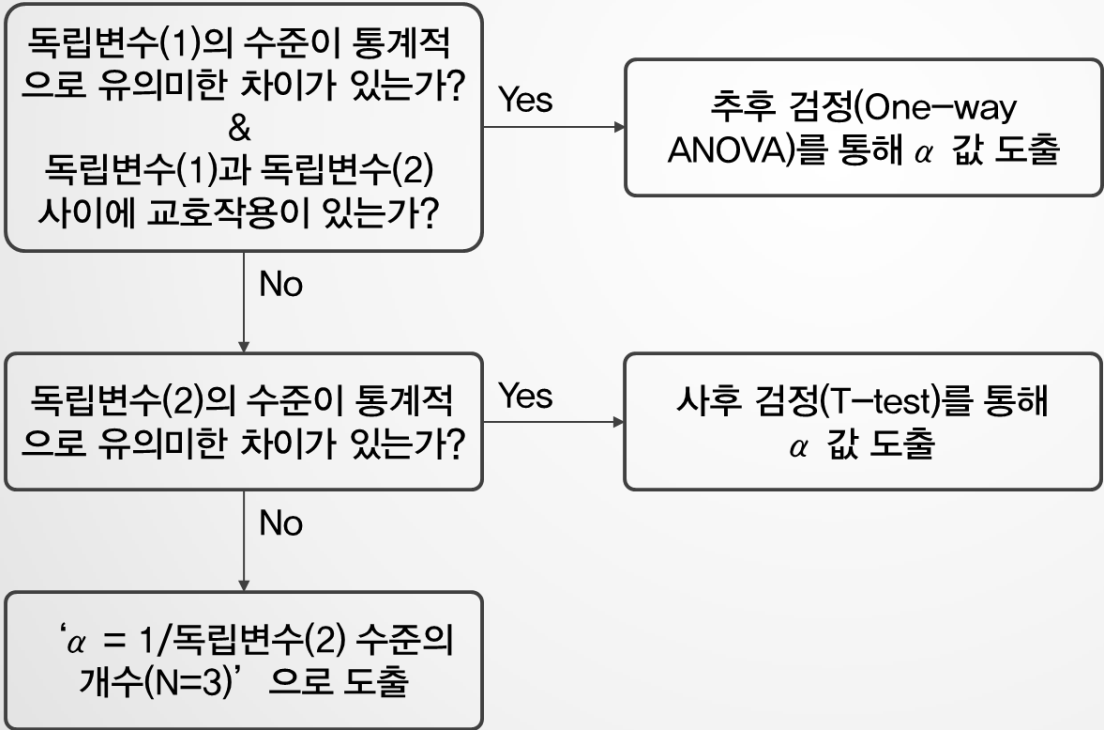 독립변수(1)의 수준이 통계적
으로 유의미한 차이가 있는가?
&
독립변수(1)과 독립변수(2)
사이에 교호작용이 있는가?
Yes
추후 검정(One-way
ANOVA)를 통해 α 값 도출
No
독립변수(2)의 수준이 통계적
으로 유의미한 차이가 있는가?
Yes
사후 검정(T-test)를 통해
α 값 도출
No
‘α = 1/독립변수(2) 수준의
개수(N=3)’ 으로 도출